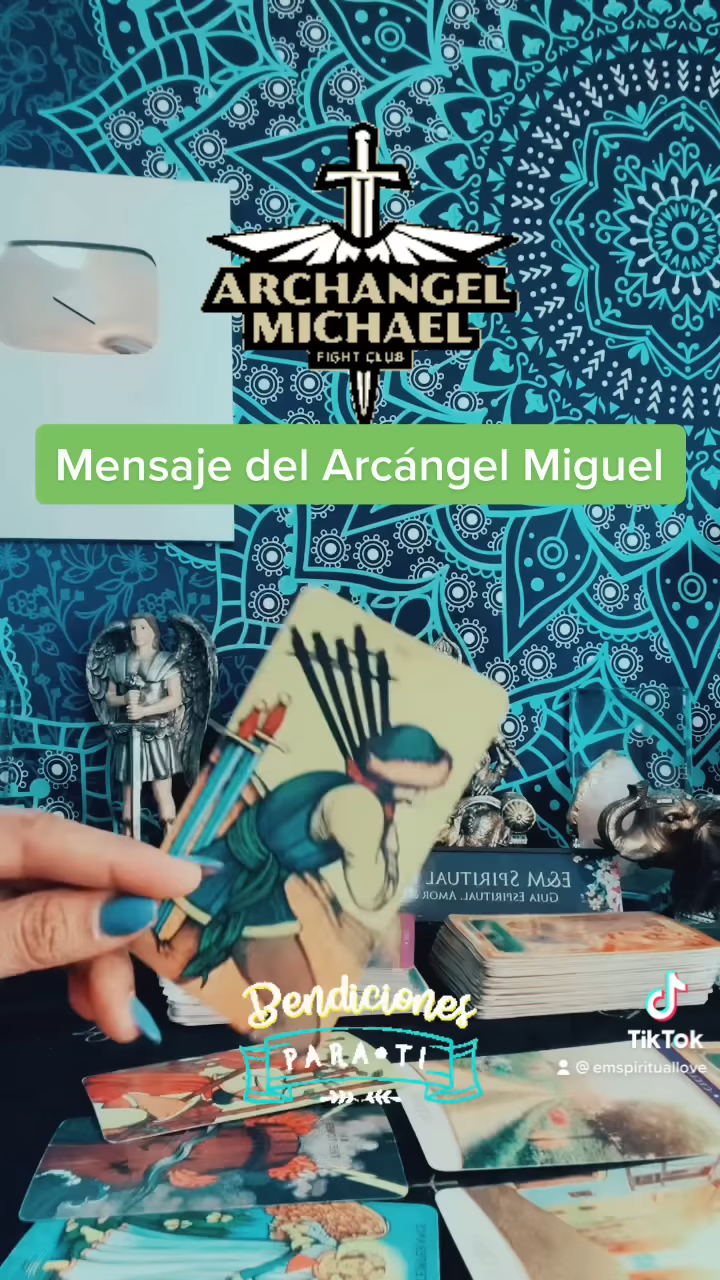 ARCHANGEL
MICHAEL
FIGHT CLUB
Mensaje del Arcángel Miguel
E&M SPIRITUAL
GUIA ESPIRITUAL, AMOR
Bendiciones
PARA TI
TikTok
@emspirituallove